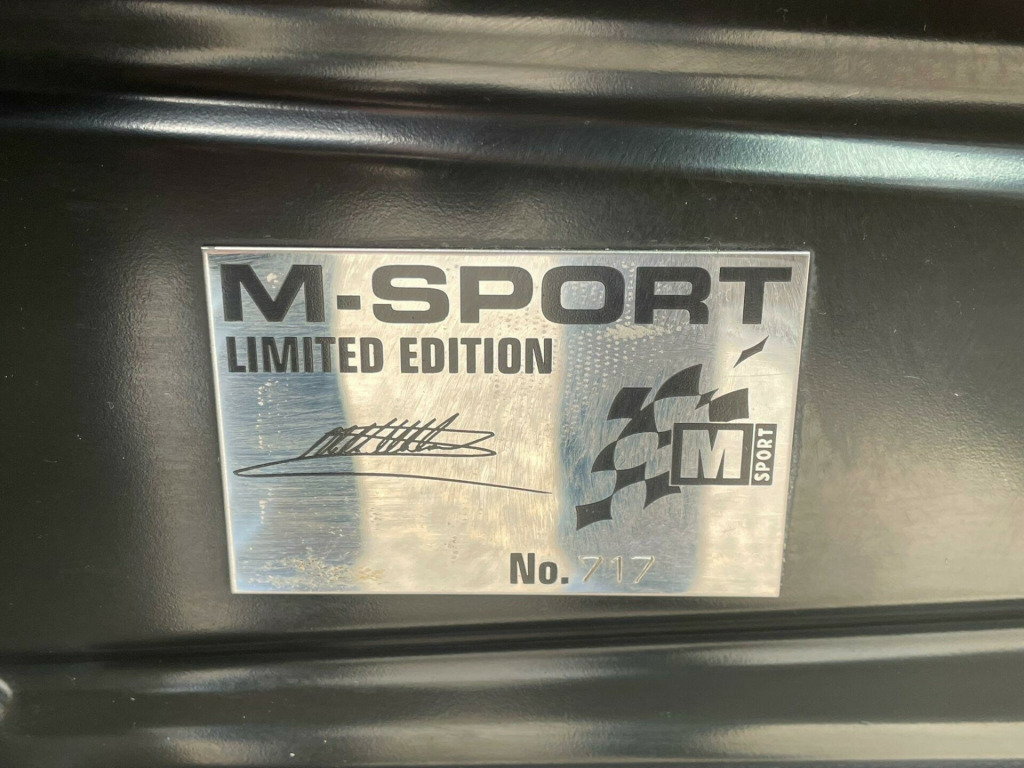 M-SPORT
LIMITED EDITION
M
SPORT
No. 717